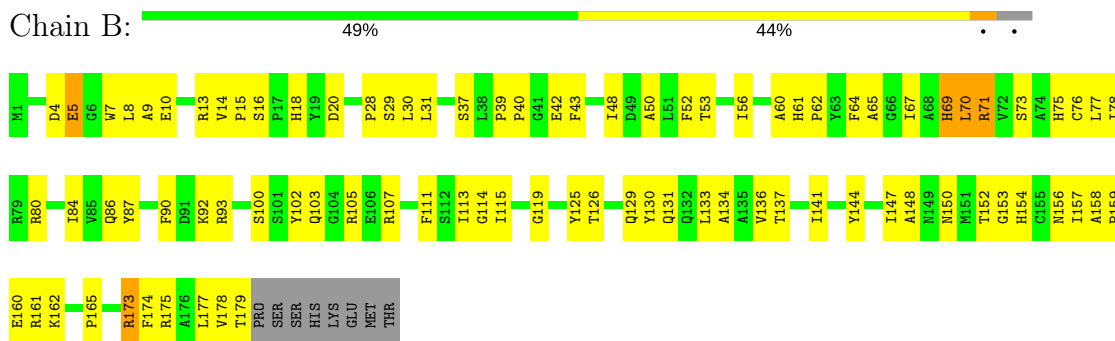 Chain B:
49% 44% • •
M1 D4 E5 G6 W7 L8 A9 E10 R13 V14 P15 S16 P17 H18 Y19 D20 P28 S29 L30 L31 S37 L38 P39 P40 G41 E42 F43 I48 D49 A50 L51 F52 T53 I56 A60 H61 P62 Y63 F64 A65 G66 I67 A68 H69 L70 R71 V72 S73 A74 H75 C76 L77 I78
R79 R80 I84 V85 Q86 Y87 F90 D91 K92 R93 S100 S101 Y102 Q103 G104 R105 E106 R107 F111 S112 I113 G114 I115 G119 Y125 T126 Q129 Y130 Q131 Q132 L133 A134 A135 V136 T137 I141 Y144 I147 A148 N149 N150 M151 T152 G153 H154 C155 N156 I157 A158
E160 R161 K162 P165 R173 F174 R175 A176 L177 V178 T179 PRO SER SER HIS LYS GLU MET THR